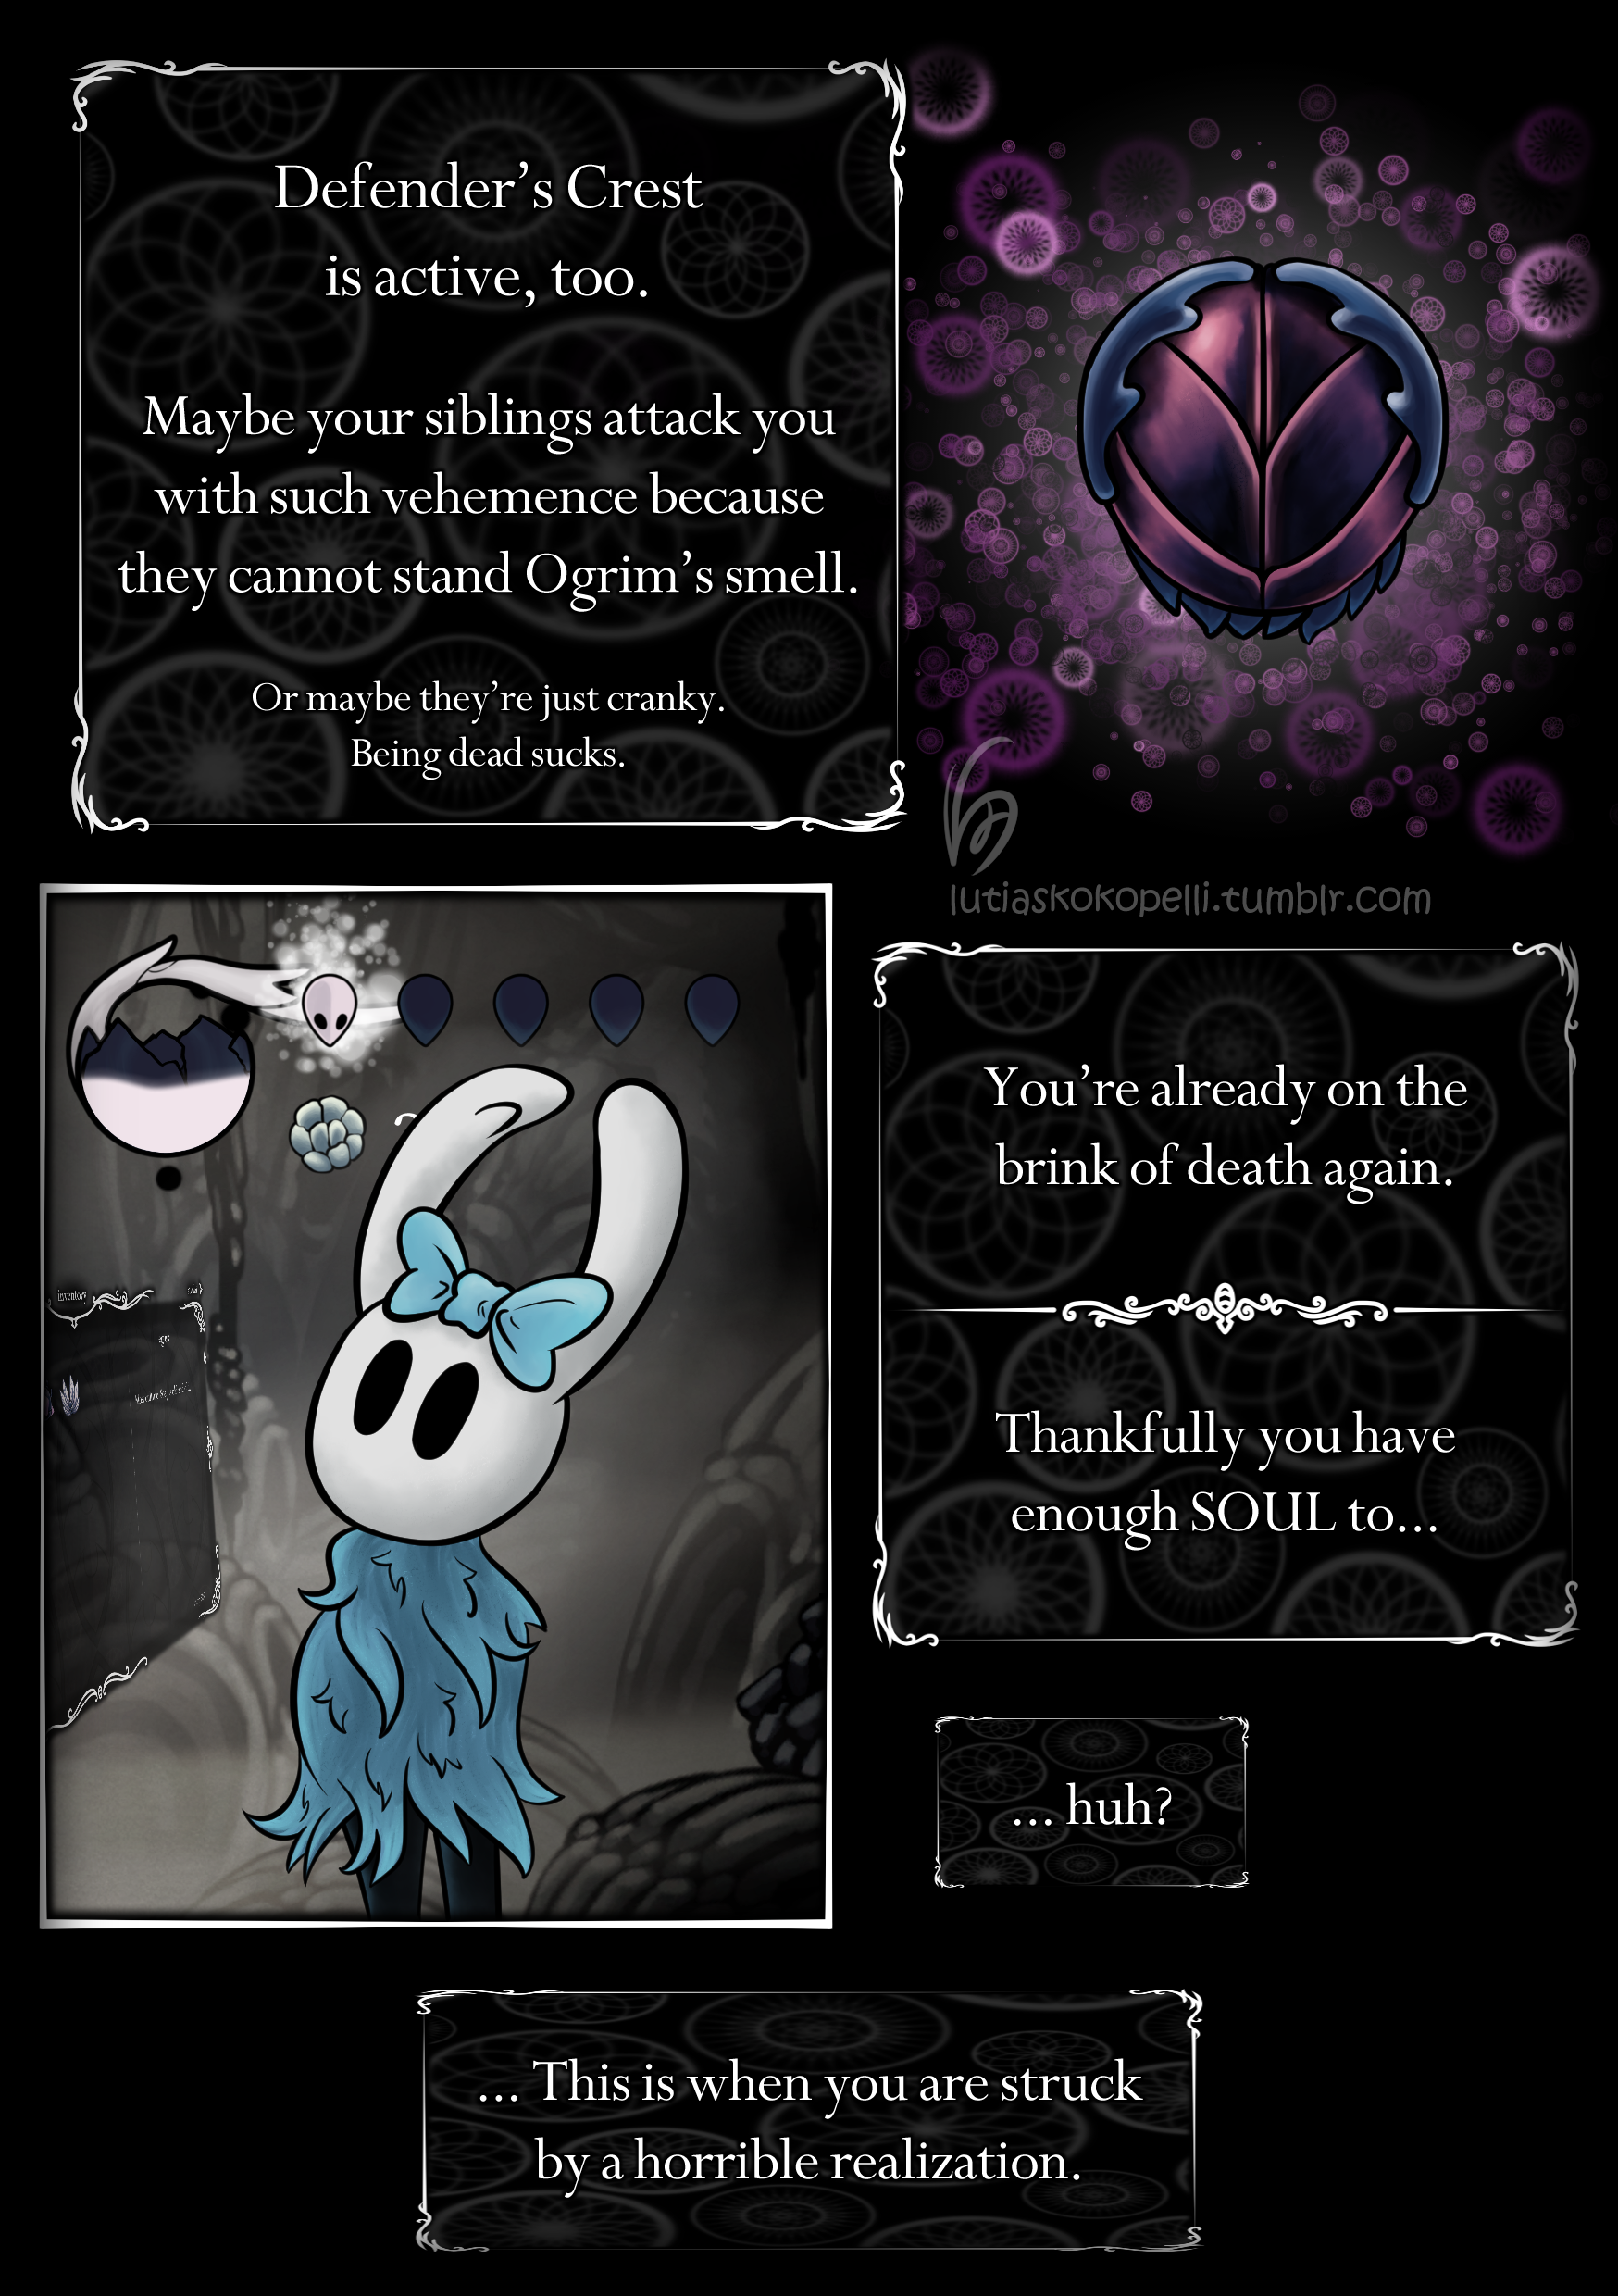 Defender’s Crest
is active, too.
Maybe your siblings attack you
with such vehemence because
they cannot stand Ogrim’s smell.
Or maybe they’re just cranky.
Being dead sucks.
lutiaskokopelli.tumblr.com
inventory
You’re already on the
brink of death again.
Thankfully you have
enough SOUL to...
... huh?
... This is when you are struck
by a horrible realization.